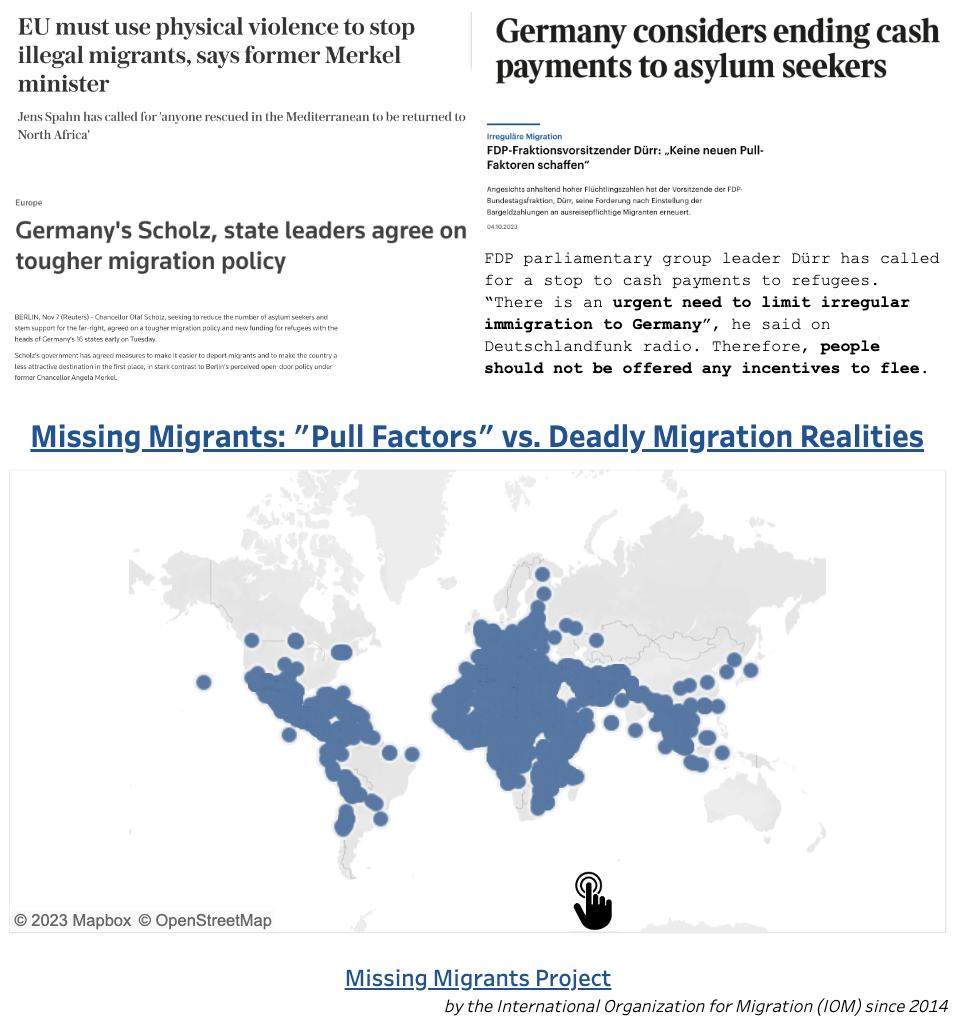 EU must use physical violence to stop
illegal migrants, says former Merkel
minister
Jens Spahn has called for 'anyone rescued in the Mediterranean to be returned to
North Africa'
Europe
Germany's Scholz, state leaders agree on
tougher migration policy
BERLIN, Nov 7 (Reuters) - Chancellor Olaf Scholz, seeking to reduce the number of asylum seekers and
stem support for the far-right, agreed on a tougher migration policy and new funding for refugees with the
heads of Germany's 16 states early on Tuesday.
Scholz's government has agreed measures to make it easier to deport migrants and to make the country a
less attractive destination in the first place, in stark contrast to Berlin's perceived open-door policy under
former Chancellor Angela Merkel.
Germany considers ending cash
payments to asylum seekers
Irreguläre Migration
FDP-Fraktionsvorsitzender Dürr: „Keine neuen Pull-
Faktoren schaffen“
Angesichts anhaltend hoher Flüchtlingszahlen hat der Vorsitzende der FDP-
Bundestagsfraktion, Dürr, seine Forderung nach Einstellung der
Bargeldzahlungen an ausreisepflichtige Migranten erneuert.
04.10.2023
FDP parliamentary group leader Dürr has called
for a stop to cash payments to refugees.
“There is an urgent need to limit irregular
immigration to Germany”, he said on
Deutschlandfunk radio. Therefore, people
should not be offered any incentives to flee.
Missing Migrants: ”Pull Factors” vs. Deadly Migration Realities
© 2023 Mapbox © OpenStreetMap
Missing Migrants Project
by the International Organization for Migration (IOM) since 2014